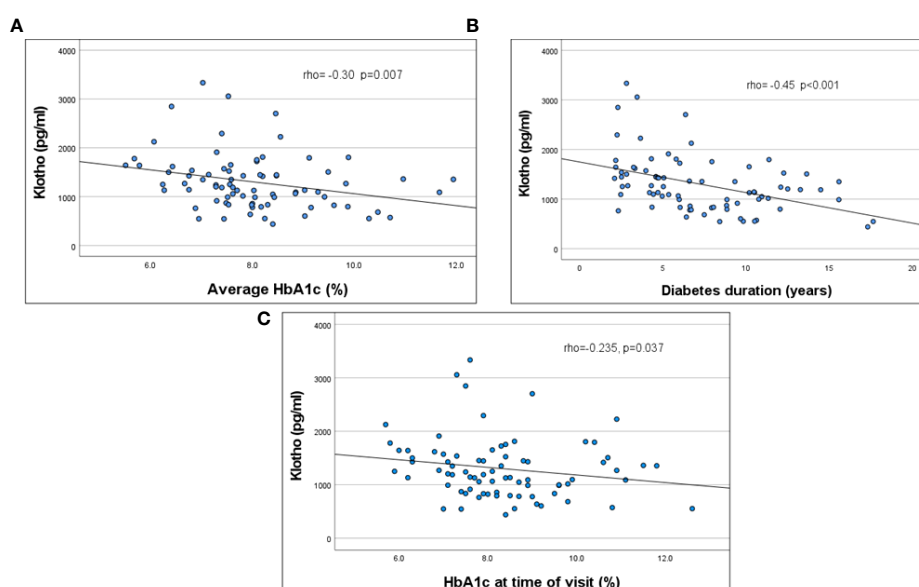 A
4000
3000
2000
1000
0
Klotho (pg/ml)
rho= -0.30 p=0.007
6.0 8.0 10.0 12.0
Average HbA1c (%)
B
4000
3000
2000
1000
0
Klotho (pg/ml)
rho= -0.45 p<0.001
0 5 10 15 20
Diabetes duration (years)
C
4000
3000
2000
1000
0
Klotho (pg/ml)
rho=-0.235, p=0.037
6.0 8.0 10.0 12.0
HbA1c at time of visit (%)